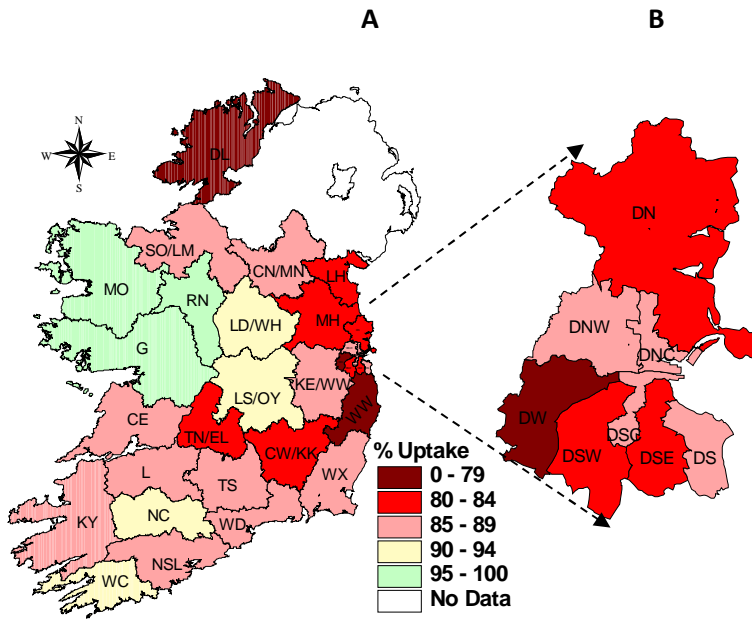 A
B
N
W E
S
DL
DN
SO/LM
CN/MN
LH
MO
RN
MH
LD/WH
DNW
DNC
G
KE/WW
LS/OY
WW
DW
CE
TN/EL
CW/KK
DSW
DSC
DSE
DS
% Uptake
0 - 79
80 - 84
85 - 89
90 - 94
95 - 100
No Data
L
TS
WX
KY
NC
WD
NSL
WC